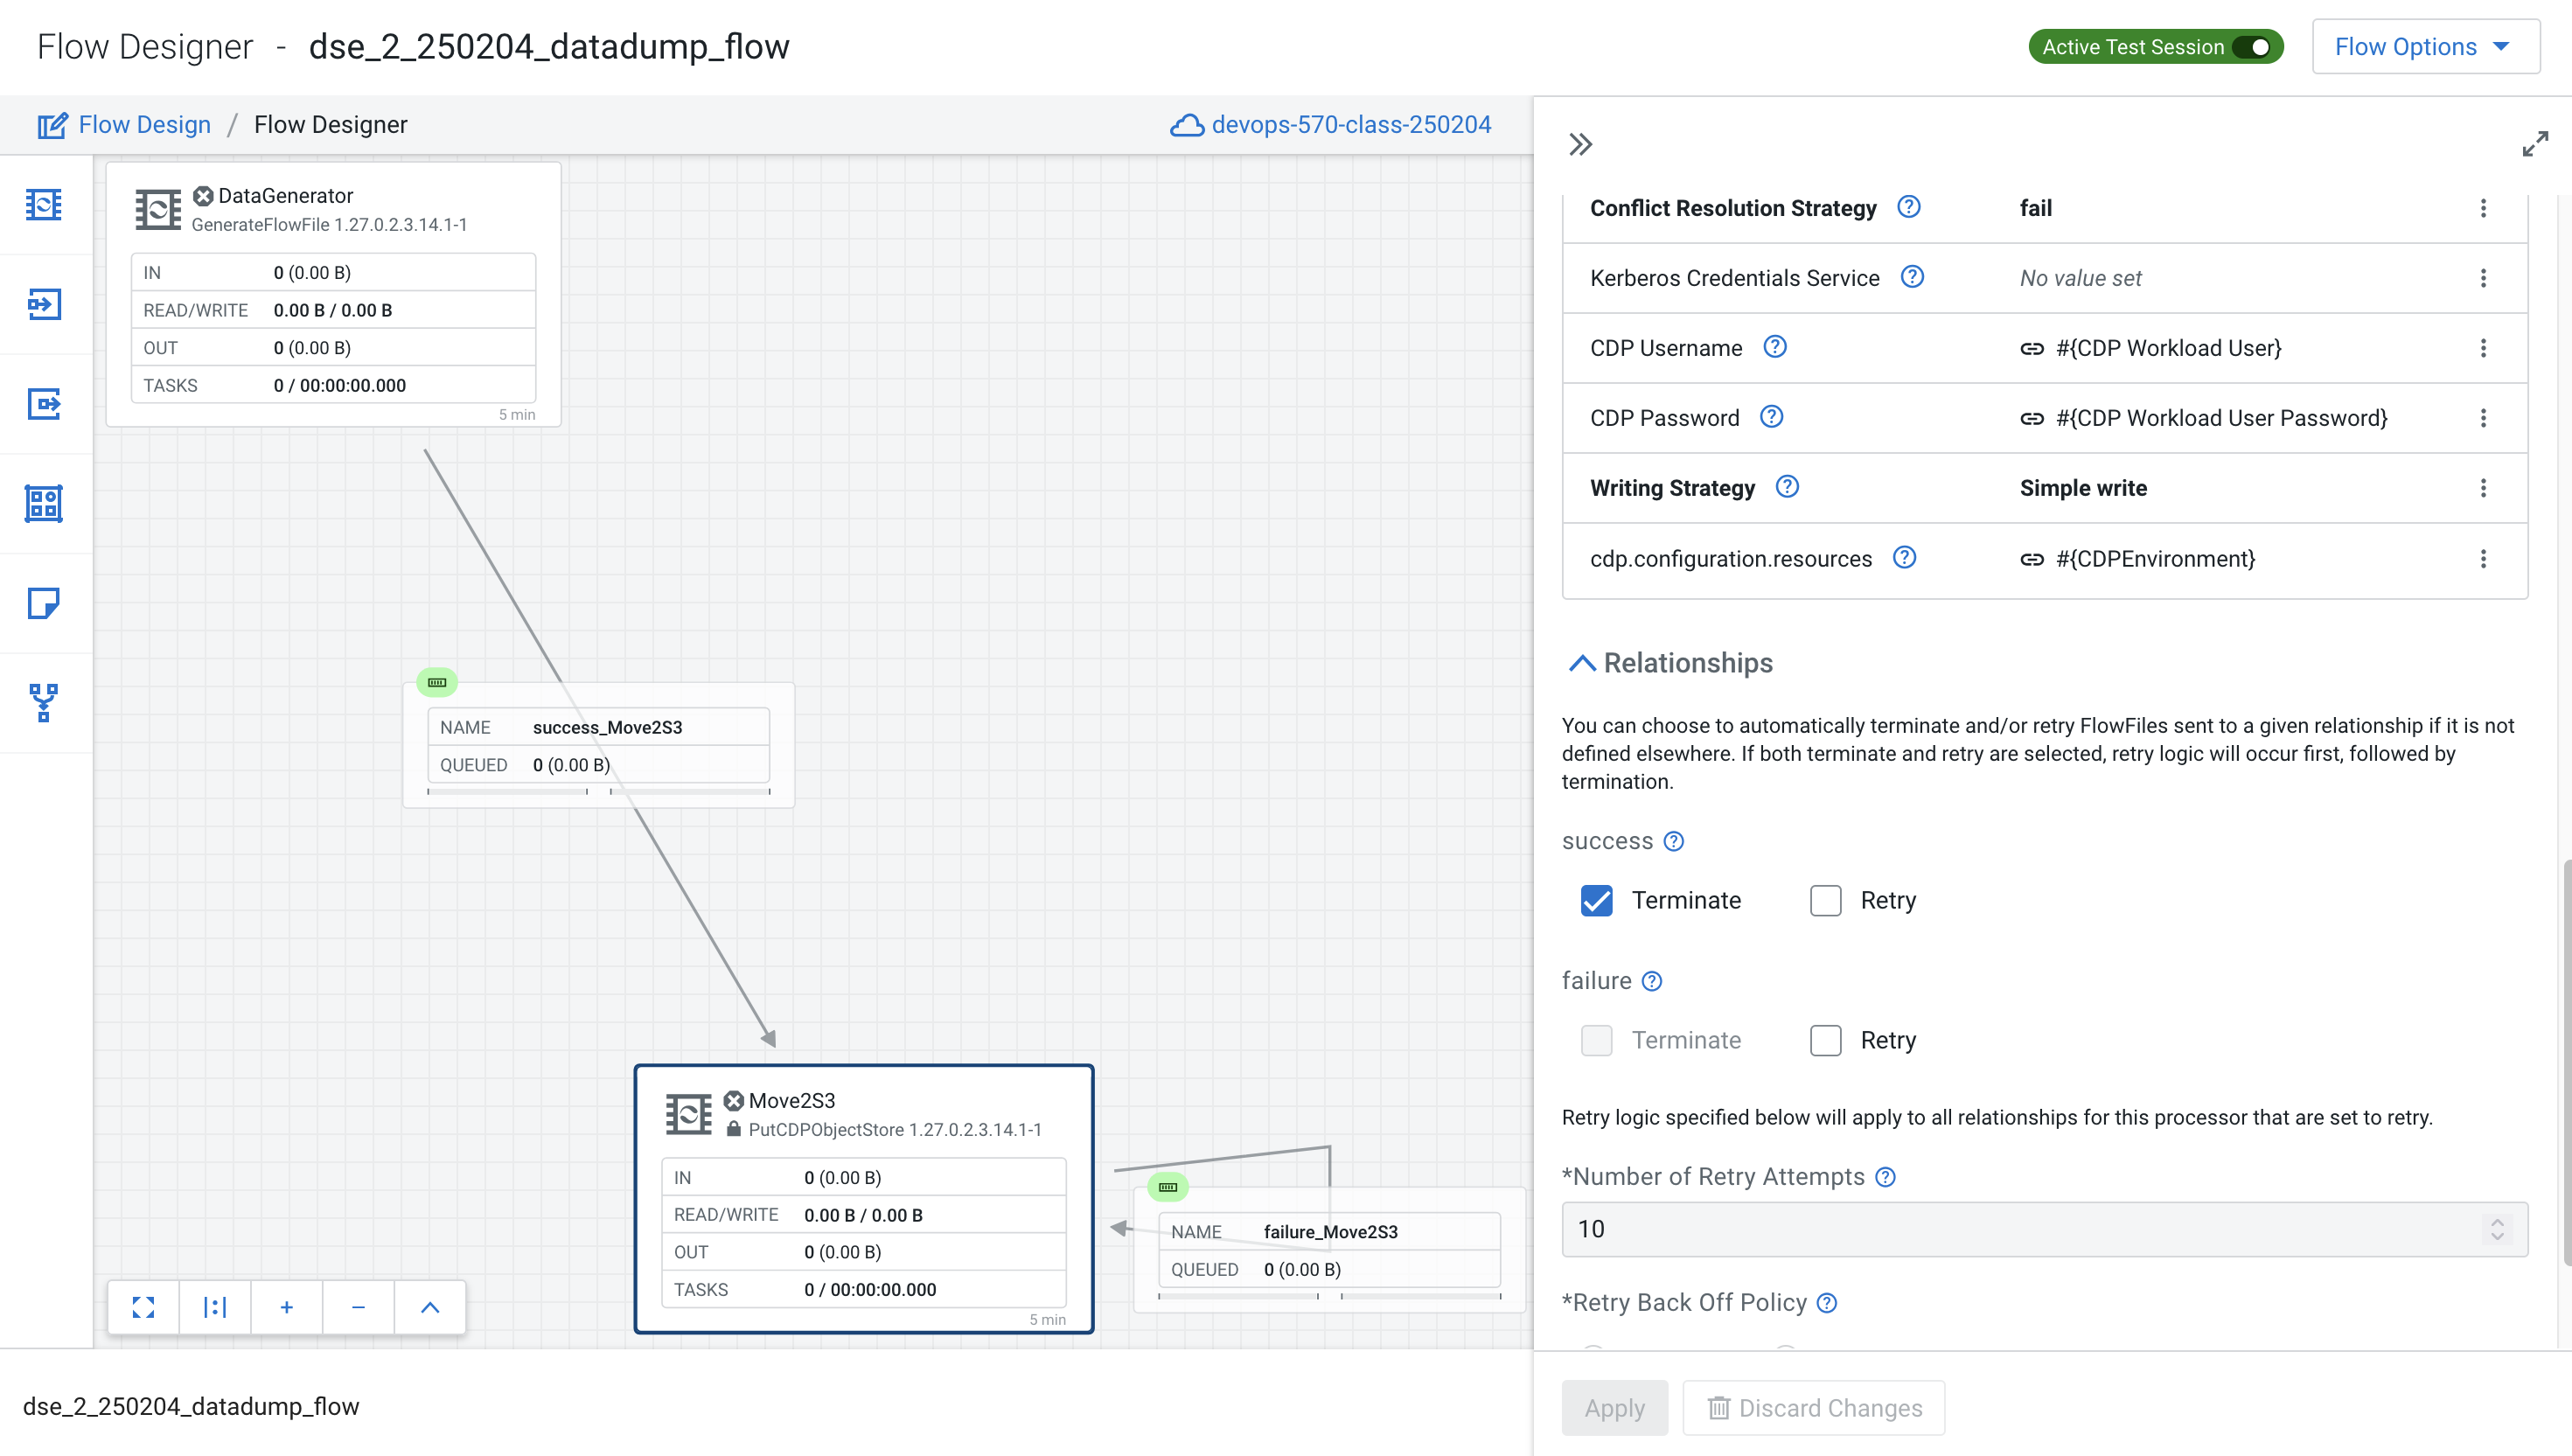 Flow Designer - dse_2_250204_datadump_flow
Active Test Session
Flow Options
Flow Design / Flow Designer
devops-570-class-250204
DataGenerator
GenerateFlowFile 1.27.0.2.3.14.1-1
IN 0 (0.00 B)
READ/WRITE 0.00 B / 0.00 B
OUT 0 (0.00 B)
TASKS 0 / 00:00:00.000
5 min
NAME success_Move2S3
QUEUED 0 (0.00 B)
Move2S3
PutCDPObjectStore 1.27.0.2.3.14.1-1
IN 0 (0.00 B)
READ/WRITE 0.00 B / 0.00 B
OUT 0 (0.00 B)
TASKS 0 / 00:00:00.000
5 min
NAME failure_Move2S3
QUEUED 0 (0.00 B)
dse_2_250204_datadump_flow
Conflict Resolution Strategy fail
Kerberos Credentials Service No value set
CDP Username #{CDP Workload User}
CDP Password #{CDP Workload User Password}
Writing Strategy Simple write
cdp.configuration.resources #{CDPEnvironment}
Relationships
You can choose to automatically terminate and/or retry FlowFiles sent to a given relationship if it is not
defined elsewhere. If both terminate and retry are selected, retry logic will occur first, followed by
termination.
success
Terminate Retry
failure
Terminate Retry
Retry logic specified below will apply to all relationships for this processor that are set to retry.
*Number of Retry Attempts
10
*Retry Back Off Policy
Apply Discard Changes